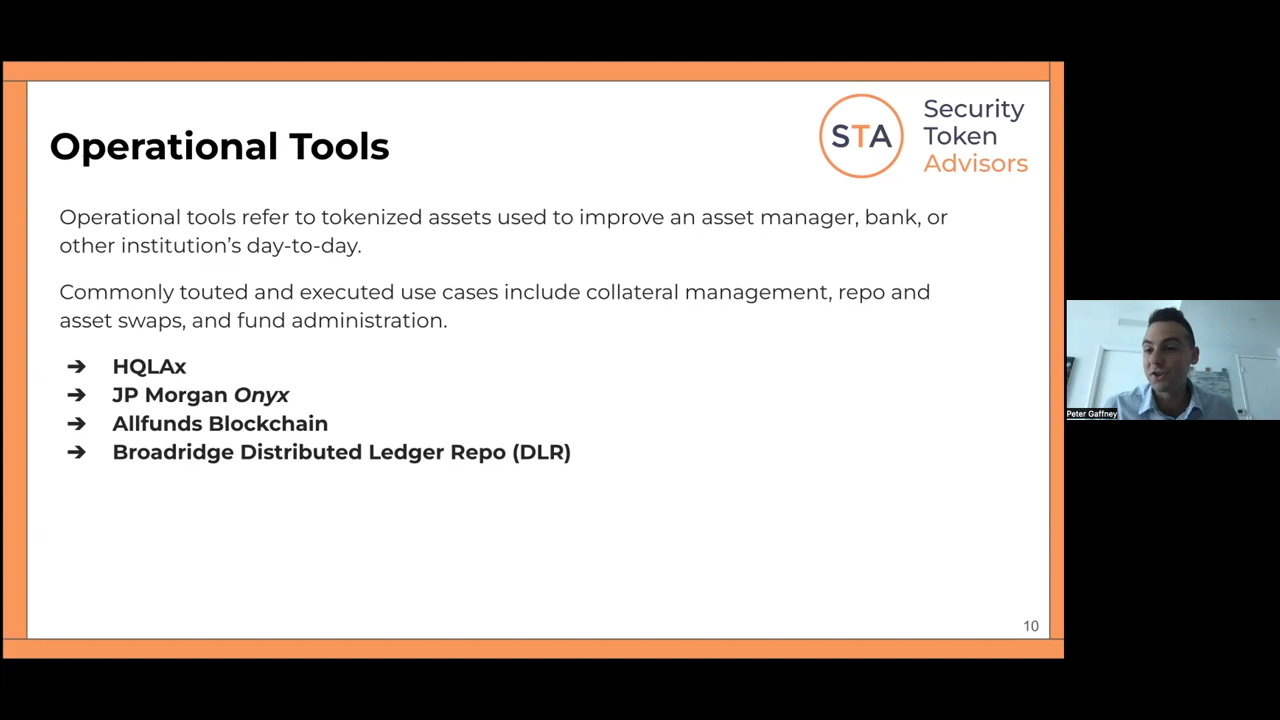 Operational Tools
STA
Security
Token
Advisors
Operational tools refer to tokenized assets used to improve an asset manager, bank, or
other institution’s day-to-day.
Commonly touted and executed use cases include collateral management, repo and
asset swaps, and fund administration.
➔ HQLAx
➔ JP Morgan Onyx
➔ Allfunds Blockchain
➔ Broadridge Distributed Ledger Repo (DLR)
Peter Gaffney
10